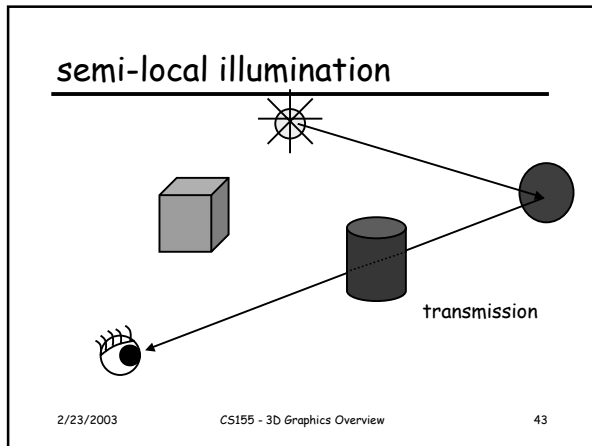 semi-local illumination
transmission
2/23/2003 CS155 - 3D Graphics Overview 43